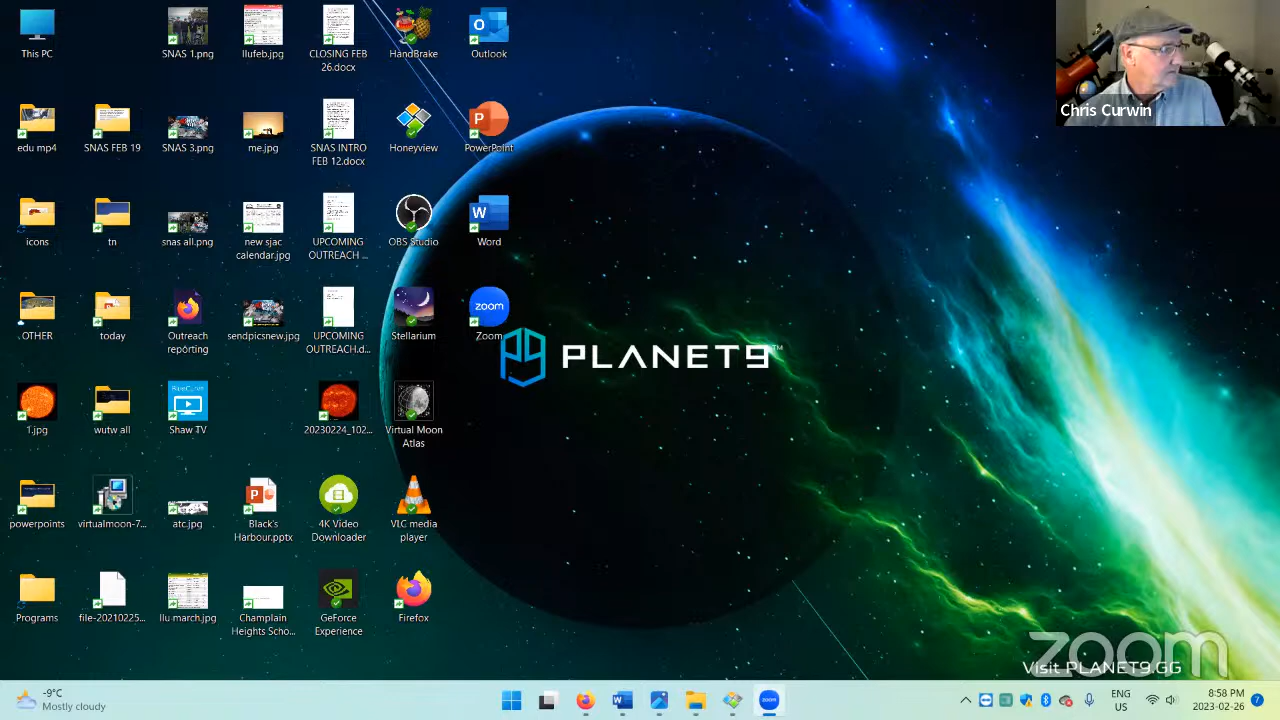 This PC
SNAS 1.png
llufeb.jpg
CLOSING FEB
26.docx
HandBrake
Outlook
Chris Curwin
edu mp4
SNAS FEB 19
SNAS 3.png
me.jpg
SNAS INTRO
FEB 12.docx
Honeyview
PowerPoint
icons
tn
snas all.png
new sjac
calendar.jpg
UPCOMING
OUTREACH ...
OBS Studio
Word
OTHER
today
Outreach
reporting
sendpicsnew.jpg
UPCOMING
OUTREACH.d...
Stellarium
zoom
Zoom
PLANET9™
1.jpg
wutw all
BlueCurve
Shaw TV
20230224_102...
Virtual Moon
Atlas
powerpoints
virtualmoon-7...
atc.jpg
Black's
Harbour.pptx
4K Video
Downloader
VLC media
player
Programs
file-20210225...
llu-march.jpg
Champlain
Heights Scho...
GeForce
Experience
Firefox
zoom
Visit PLANET9.GG
-9°C
Mostly cloudy
zoom
ENG
US
8:58 PM
2023-02-26
7